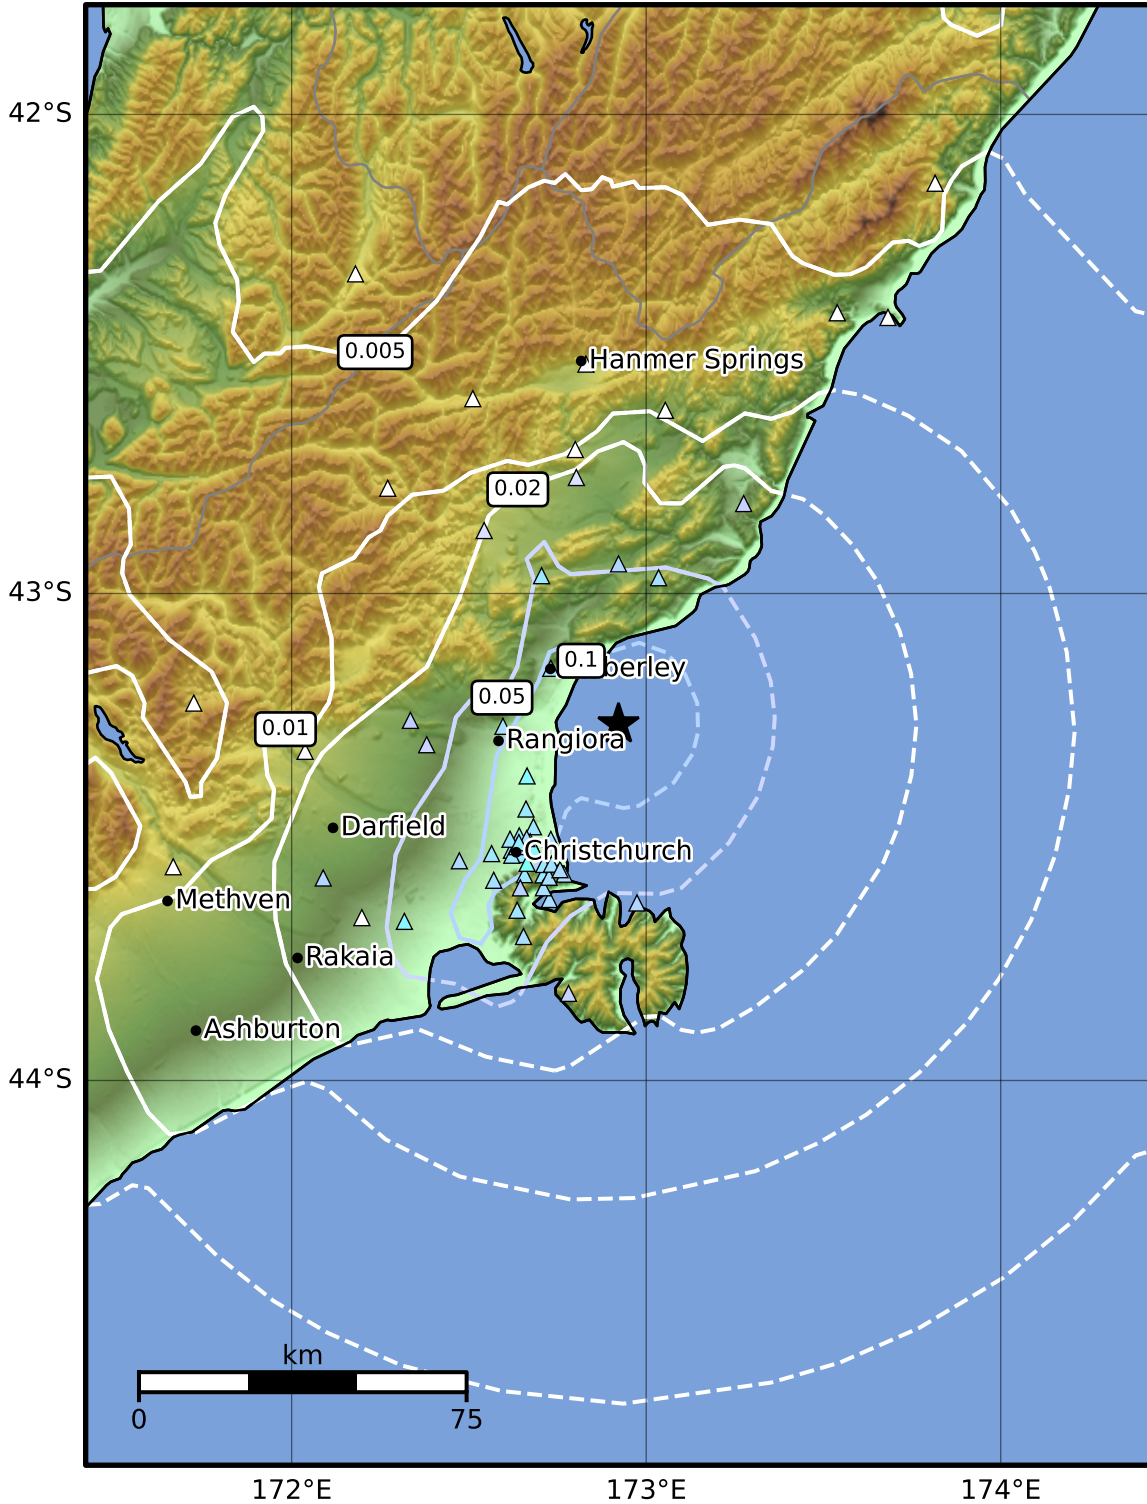 42°S
0.005
Hanmer Springs
0.02
43°S
0.1
berley
0.05
0.01
Rangiora
Darfield
Christchurch
Methven
Rakaia
Ashburton
44°S
km
0 75
172°E 173°E 174°E